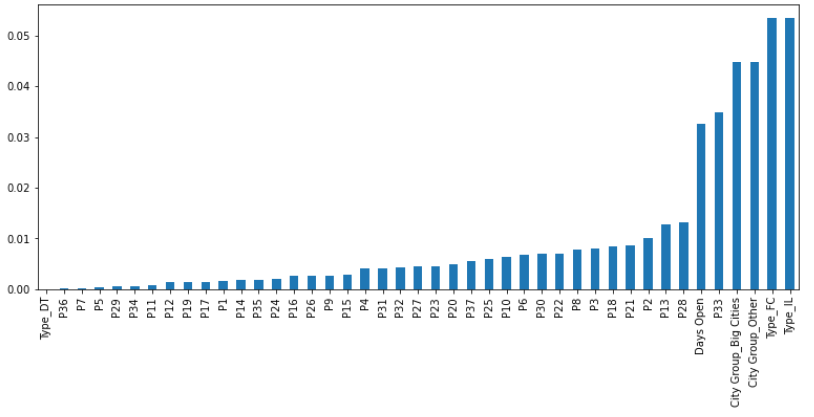 0.05
0.04
0.03
0.02
0.01
0.00
Type_DT
P36
P7
P5
P29
P34
P11
P12
P19
P17
P1
P14
P35
P24
P16
P26
P9
P15
P4
P31
P32
P27
P23
P20
P37
P25
P10
P6
P30
P22
P8
P3
P18
P21
P2
P13
P28
Days Open
P33
City Group_Big Cities
City Group_Other
Type_FC
Type_IL